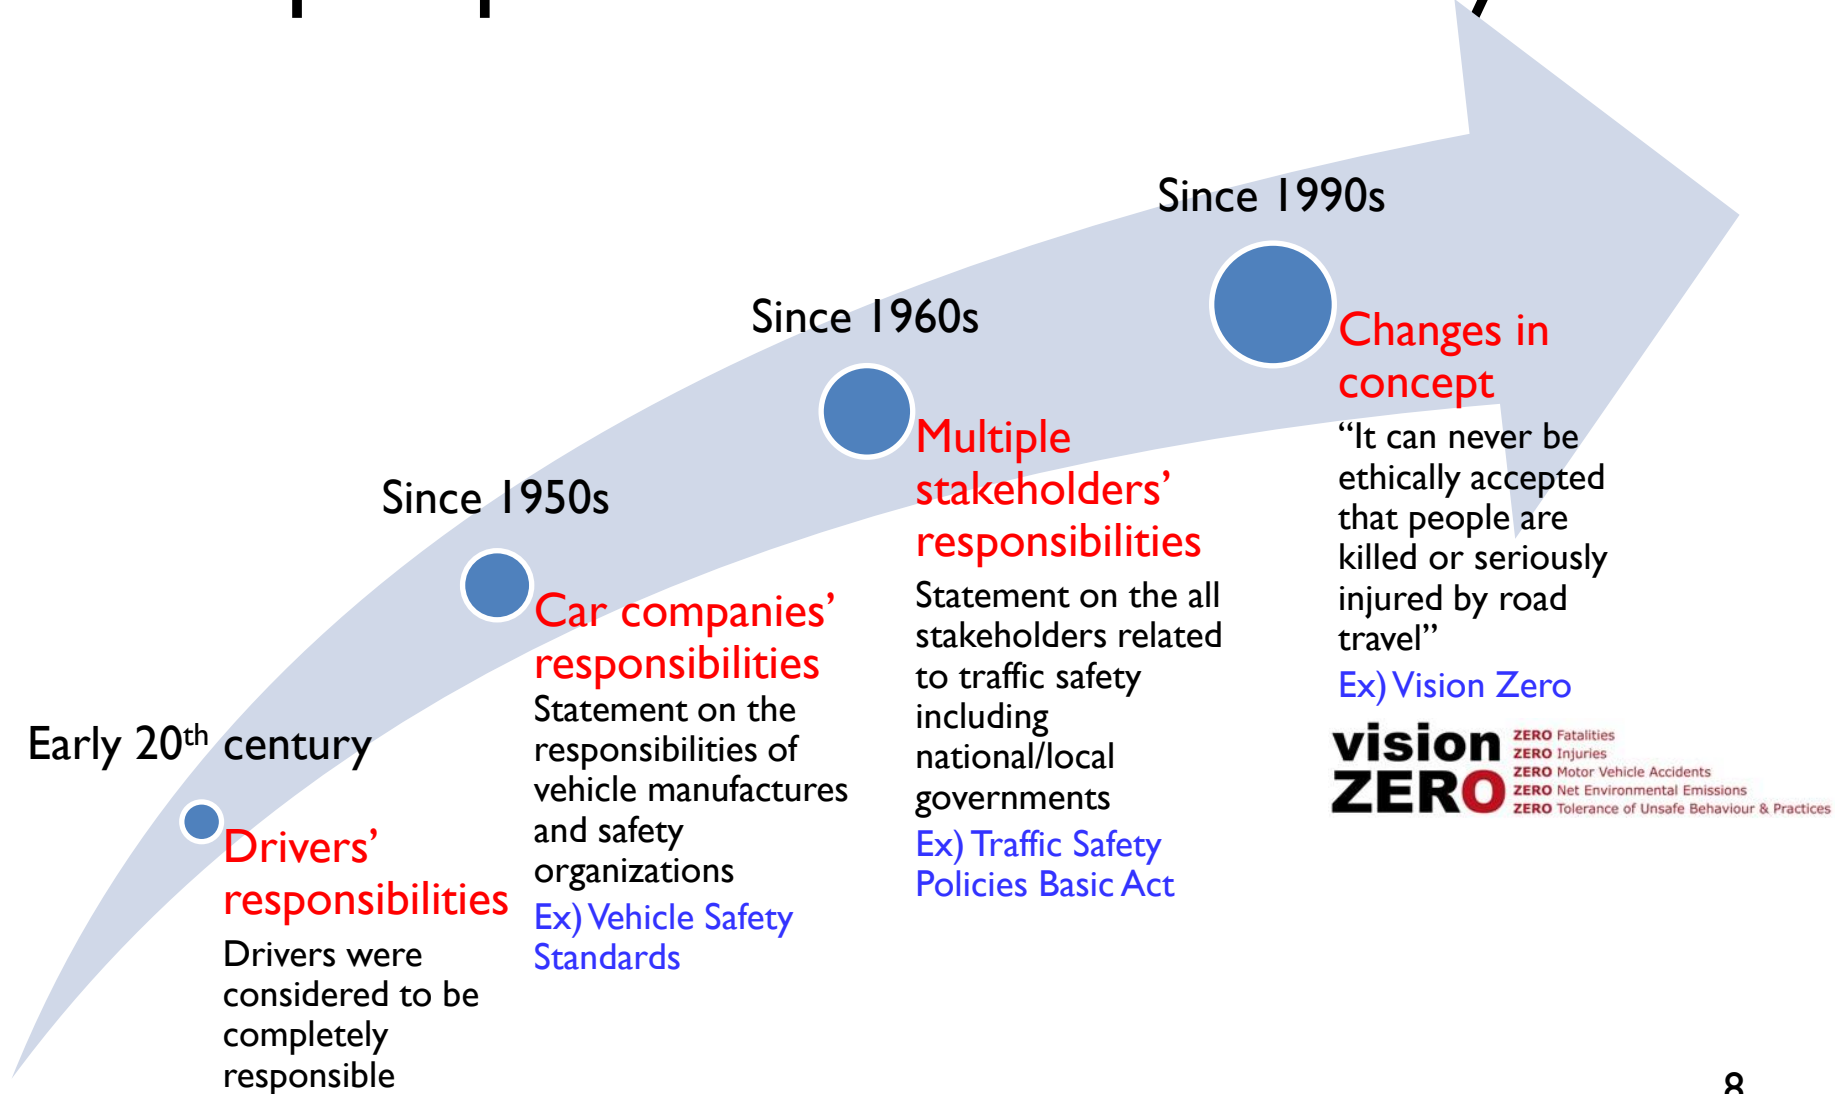 Early 20th century
Drivers’
responsibilities
Drivers were
considered to be
completely
responsible
Since 1950s
Car companies’
responsibilities
Statement on the
responsibilities of
vehicle manufactures
and safety
organizations
Ex) Vehicle Safety
Standards
Since 1960s
Multiple
stakeholders’
responsibilities
Statement on the all
stakeholders related
to traffic safety
including
national/local
governments
Ex) Traffic Safety
Policies Basic Act
Since 1990s
Changes in
concept
“It can never be
ethically accepted
that people are
killed or seriously
injured by road
travel”
Ex) Vision Zero
vision
ZERO
ZERO Fatalities
ZERO Injuries
ZERO Motor Vehicle Accidents
ZERO Net Environmental Emissions
ZERO Tolerance of Unsafe Behaviour & Practices
8